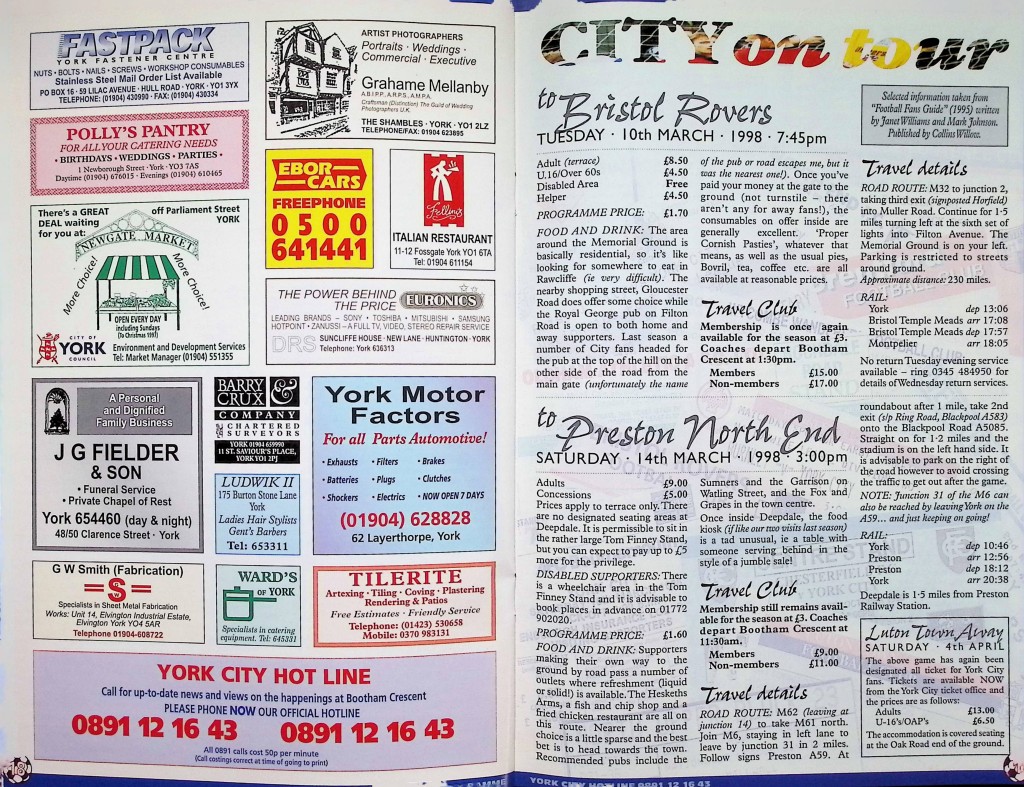 FASTPACK
YORK FASTENER CENTRE
NUTS · BOLTS · NAILS · SCREWS · WORKSHOP CONSUMABLES
Stainless Steel Mail Order List Available
PO BOX 16 · 59 LILAC AVENUE · HULL ROAD · YORK · YO1 3YX
TELEPHONE: (01904) 430990 · FAX: (01904) 430334
POLLY'S PANTRY
FOR ALL YOUR CATERING NEEDS
· BIRTHDAYS · WEDDINGS · PARTIES ·
1 Newborough Street · York · YO3 7AS
Daytime (01904) 676015 · Evenings (01904) 610465
There's a GREAT
DEAL waiting
for you at:
off Parliament Street
YORK
NEWGATE MARKET
More Choice!
More Choice!
OPEN EVERY DAY
including Sundays
(To Christmas 1997)
CITY OF
YORK
COUNCIL
Environment and Development Services
Tel: Market Manager (01904) 551355
ARTIST PHOTOGRAPHERS
Portraits · Weddings ·
Commercial · Executive
Grahame Mellanby
A.B.I.P.P., A.R.P.S., A.M.P.A.
Craftsman (Distinction) The Guild of Wedding
Photographers U.K.
THE SHAMBLES · YORK · YO1 2LZ
TELEPHONE/FAX: 01904 623895
EBOR
CARS
FREEPHONE
0500
641441
Fellini's
ITALIAN RESTAURANT
11-12 Fossgate York YO1 6TA
Tel: 01904 611154
THE POWER BEHIND
THE PRICE
EURONICS
LEADING BRANDS – SONY · TOSHIBA · MITSUBISHI · SAMSUNG
HOTPOINT · ZANUSSI – A FULL TV, VIDEO, STEREO REPAIR SERVICE
DRS
SUNCLIFFE HOUSE · NEW LANE · HUNTINGTON · YORK
Telephone: York 636313
A Personal
and Dignified
Family Business
J G FIELDER
& SON
• Funeral Service
• Private Chapel of Rest
York 654460 (day & night)
48/50 Clarence Street · York
BARRY
CRUX
&
COMPANY
CHARTERED
SURVEYORS
YORK 01904 659990
11 ST. SAVIOUR'S PLACE,
YORK YO1 2PJ
LUDWIK II
175 Burton Stone Lane
York
Ladies Hair Stylists
Gent's Barbers
Tel: 653311
York Motor
Factors
For all Parts Automotive!
• Exhausts • Filters • Brakes
• Batteries • Plugs • Clutches
• Shockers • Electrics • NOW OPEN 7 DAYS
(01904) 628828
62 Layerthorpe, York
G W Smith (Fabrication)
S
Specialists in Sheet Metal Fabrication
Works: Unit 14, Elvington Industrial Estate,
Elvington York YO4 5AR
Telephone 01904-608722
WARD'S
OF YORK
Specialists in catering
equipment. Tel: 645331
TILERITE
Artexing · Tiling · Coving · Plastering
Rendering & Patios
Free Estimates · Friendly Service
Telephone: (01423) 530658
Mobile: 0370 983131
YORK CITY HOT LINE
Call for up-to-date news and views on the happenings at Bootham Crescent
PLEASE PHONE NOW OUR OFFICIAL HOTLINE
0891 12 16 43 0891 12 16 43
All 0891 calls cost 50p per minute
(Call costings correct at time of going to print)
CITY on tour
to Bristol Rovers
TUESDAY · 10th MARCH · 1998 · 7:45pm
Selected information taken from
"Football Fans Guide" (1995) written
by Janet Williams and Mark Johnson.
Published by Collins Willow.
Adult (terrace) £8.50
U.16/Over 60s £4.50
Disabled Area Free
Helper £4.50
PROGRAMME PRICE: £1.70
FOOD AND DRINK: The area
around the Memorial Ground is
basically residential, so it's like
looking for somewhere to eat in
Rawcliffe (ie very difficult). The
nearby shopping street, Gloucester
Road does offer some choice while
the Royal George pub on Filton
Road is open to both home and
away supporters. Last season a
number of City fans headed for
the pub at the top of the hill on the
other side of the road from the
main gate (unfortunately the name
of the pub or road escapes me, but it
was the nearest one!). Once you've
paid your money at the gate to the
ground (not turnstile – there
aren't any for away fans!), the
consumables on offer inside are
generally excellent. 'Proper
Cornish Pasties', whatever that
means, as well as the usual pies,
Bovril, tea, coffee etc. are all
available at reasonable prices.
Travel Club
Membership is once again
available for the season at £3.
Coaches depart Bootham
Crescent at 1:30pm.
Members £15.00
Non-members £17.00
Travel details
ROAD ROUTE: M32 to junction 2,
taking third exit (signposted Horfield)
into Muller Road. Continue for 1·5
miles turning left at the sixth set of
lights into Filton Avenue. The
Memorial Ground is on your left.
Parking is restricted to streets
around ground.
Approximate distance: 230 miles.
RAIL:
York dep 13:06
Bristol Temple Meads arr 17:08
Bristol Temple Meads dep 17:57
Montpelier arr 18:05
No return Tuesday evening service
available – ring 0345 484950 for
details of Wednesday return services.
to Preston North End
SATURDAY · 14th MARCH · 1998 · 3:00pm
Adults £9.00
Concessions £5.00
Prices apply to terrace only. There
are no designated seating areas at
Deepdale. It is permissible to sit in
the rather large Tom Finney Stand,
but you can expect to pay up to £5
more for the privilege.
DISABLED SUPPORTERS: There
is a wheelchair area in the Tom
Finney Stand and it is advisable to
book places in advance on 01772
902020.
PROGRAMME PRICE: £1.60
FOOD AND DRINK: Supporters
making their own way to the
ground by road pass a number of
outlets where refreshment (liquid
or solid!) is available. The Hesketh
Arms, a fish and chip shop and a
fried chicken restaurant are all on
this route. Nearer the ground
choice is a little sparse and the best
bet is to head towards the town.
Recommended pubs include the
Sumners and the Garrison on
Watling Street, and the Fox and
Grapes in the town centre.
Once inside Deepdale, the food
kiosk (if like our two visits last season)
is a tad unusual, ie a table with
someone serving behind in the
style of a jumble sale!
Travel Club
Membership still remains avail-
able for the season at £3. Coaches
depart Bootham Crescent at
11:30am.
Members £9.00
Non-members £11.00
Travel details
ROAD ROUTE: M62 (leaving at
junction 14) to take M61 north.
Join M6, staying in left lane to
leave by junction 31 in 2 miles.
Follow signs Preston A59. At
roundabout after 1 mile, take 2nd
exit (s/p Ring Road, Blackpool A583)
onto the Blackpool Road A5085.
Straight on for 1·2 miles and the
stadium is on the left hand side. It
is advisable to park on the right of
the road however to avoid crossing
the traffic to get out after the game.
NOTE: Junction 31 of the M6 can
also be reached by leaving York on the
A59… and just keeping on going!
RAIL:
York dep 10:46
Preston arr 12:56
Preston dep 18:12
York arr 20:38
Deepdale is 1·5 miles from Preston
Railway Station.
Luton Town Away
SATURDAY · 4th APRIL
The above game has again been
designated all ticket for York City
fans. Tickets are available NOW
from the York City ticket office and
the prices are as follows:
Adults £13.00
U-16's/OAP's £6.50
The accommodation is covered seating
at the Oak Road end of the ground.
18
YORK CITY HOTLINE 0891 12 16 43